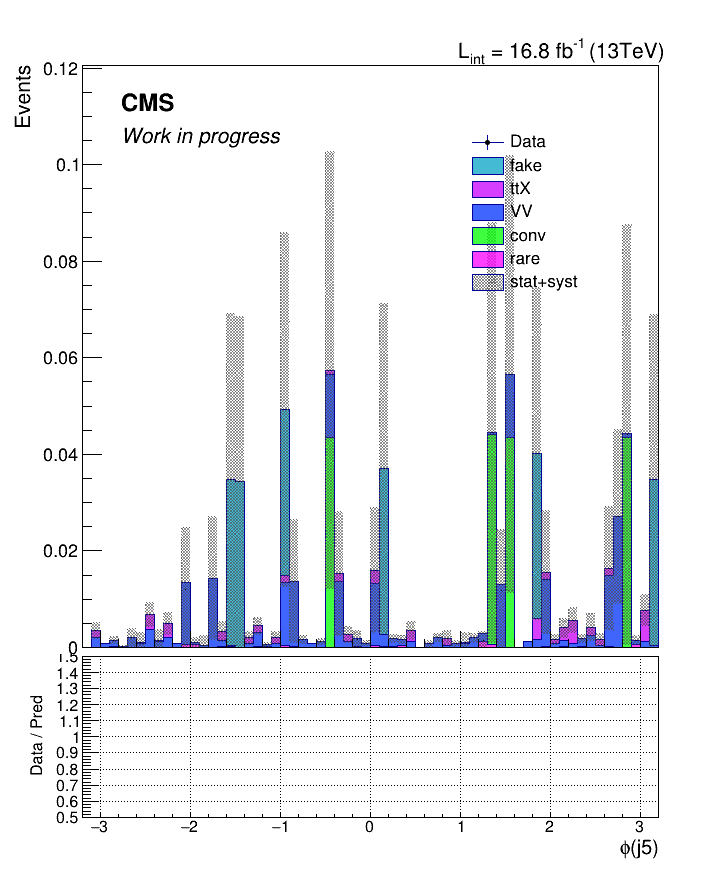 L_int = 16.8 fb^-1 (13TeV)
Events
CMS
Work in progress
Data
fake
ttX
VV
conv
rare
stat+syst
0.12
0.1
0.08
0.06
0.04
0.02
0
Data / Pred
1.5
1.4
1.3
1.2
1.1
1
0.9
0.8
0.7
0.6
0.5
−3
−2
−1
0
1
2
3
ϕ(j5)